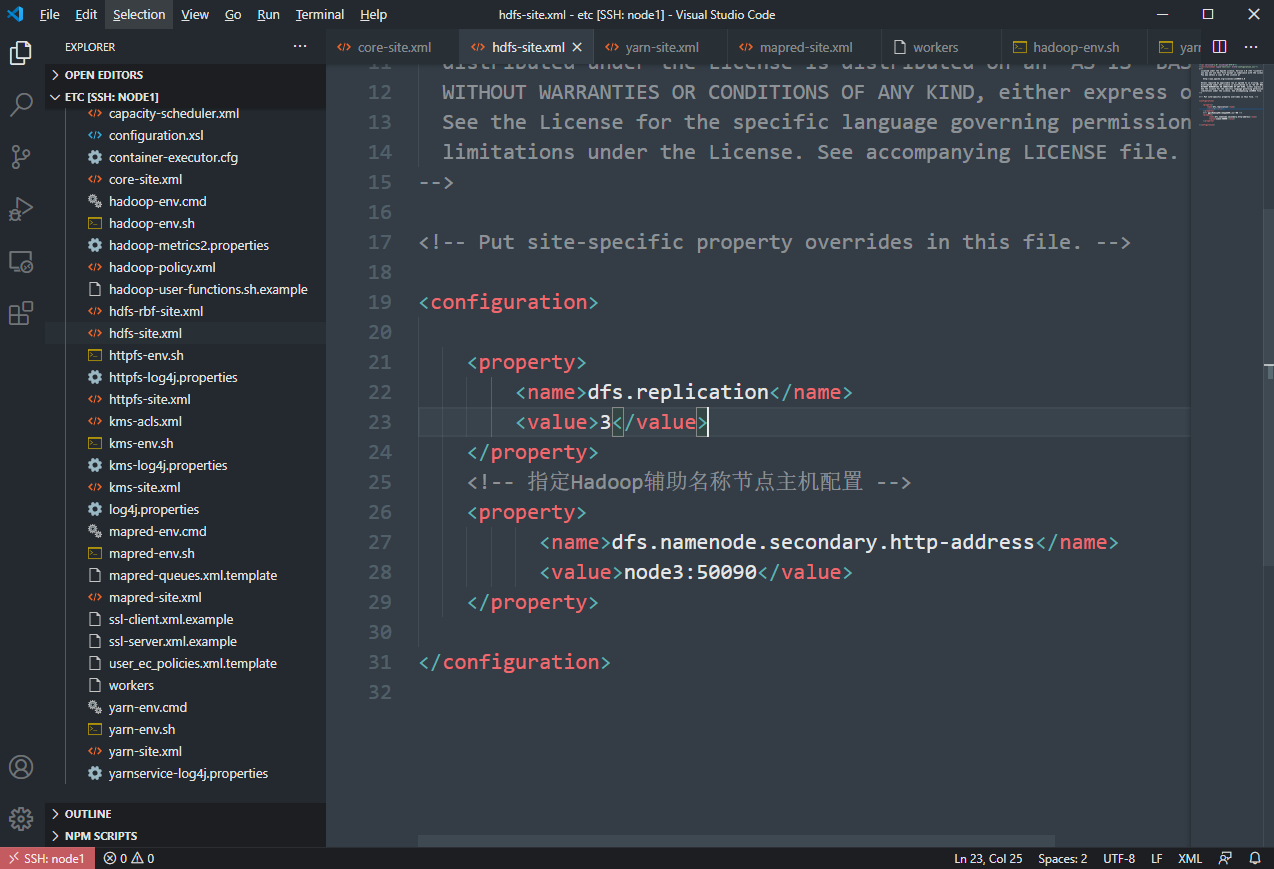 File Edit Selection View Go Run Terminal Help
hdfs-site.xml - etc [SSH: node1] - Visual Studio Code
EXPLORER
OPEN EDITORS
ETC [SSH: NODE1]
capacity-scheduler.xml
configuration.xsl
container-executor.cfg
core-site.xml
hadoop-env.cmd
hadoop-env.sh
hadoop-metrics2.properties
hadoop-policy.xml
hadoop-user-functions.sh.example
hdfs-rbf-site.xml
hdfs-site.xml
httpfs-env.sh
httpfs-log4j.properties
httpfs-site.xml
kms-acls.xml
kms-env.sh
kms-log4j.properties
kms-site.xml
log4j.properties
mapred-env.cmd
mapred-env.sh
mapred-queues.xml.template
mapred-site.xml
ssl-client.xml.example
ssl-server.xml.example
user_ec_policies.xml.template
workers
yarn-env.cmd
yarn-env.sh
yarn-site.xml
yarnservice-log4j.properties
OUTLINE
NPM SCRIPTS
core-site.xml hdfs-site.xml yarn-site.xml mapred-site.xml workers hadoop-env.sh yarn
11 distributed under the License is distributed on an "AS IS" BAS
12 WITHOUT WARRANTIES OR CONDITIONS OF ANY KIND, either express o
13 See the License for the specific language governing permission
14 limitations under the License. See accompanying LICENSE file.
15 -->
16
17 <!-- Put site-specific property overrides in this file. -->
18
19 <configuration>
20
21 <property>
22 <name>dfs.replication</name>
23 <value>3</value>
24 </property>
25 <!-- 指定Hadoop辅助名称节点主机配置 -->
26 <property>
27 <name>dfs.namenode.secondary.http-address</name>
28 <value>node3:50090</value>
29 </property>
30
31 </configuration>
32
SSH: node1 0 0 Ln 23, Col 25 Spaces: 2 UTF-8 LF XML